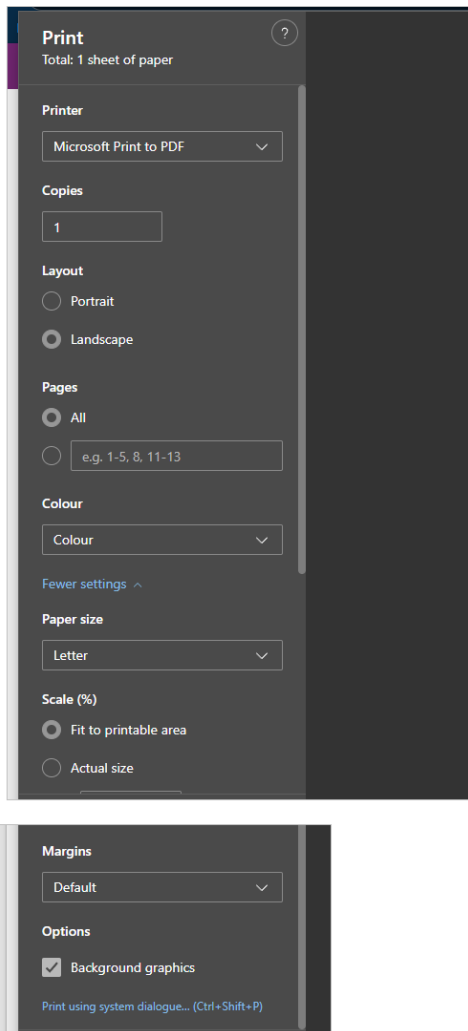 Print
?
Total: 1 sheet of paper
Printer
Microsoft Print to PDF
Copies
1
Layout
Portrait
Landscape
Pages
All
e.g. 1-5, 8, 11-13
Colour
Colour
Fewer settings
Paper size
Letter
Scale (%)
Fit to printable area
Actual size
Margins
Default
Options
Background graphics
Print using system dialogue... (Ctrl+Shift+P)